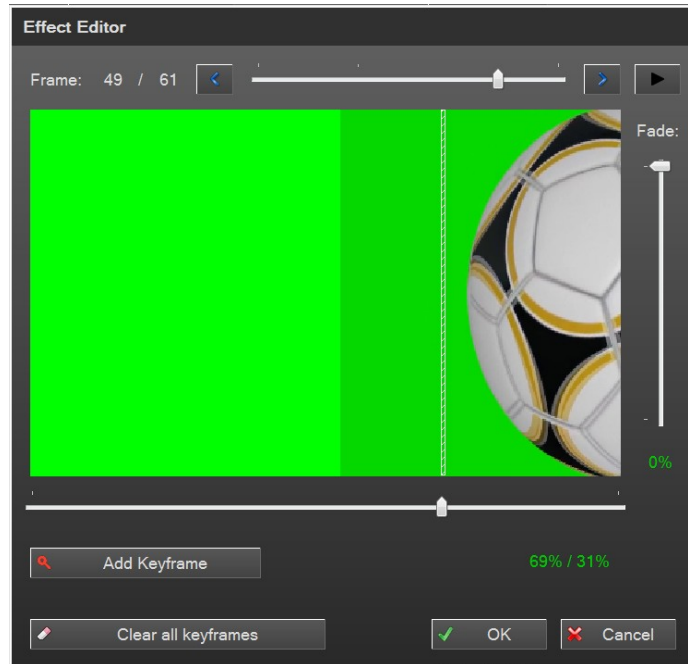 Effect Editor
Frame: 49 / 61
Fade:
0%
Add Keyframe
69% / 31%
Clear all keyframes
OK
Cancel